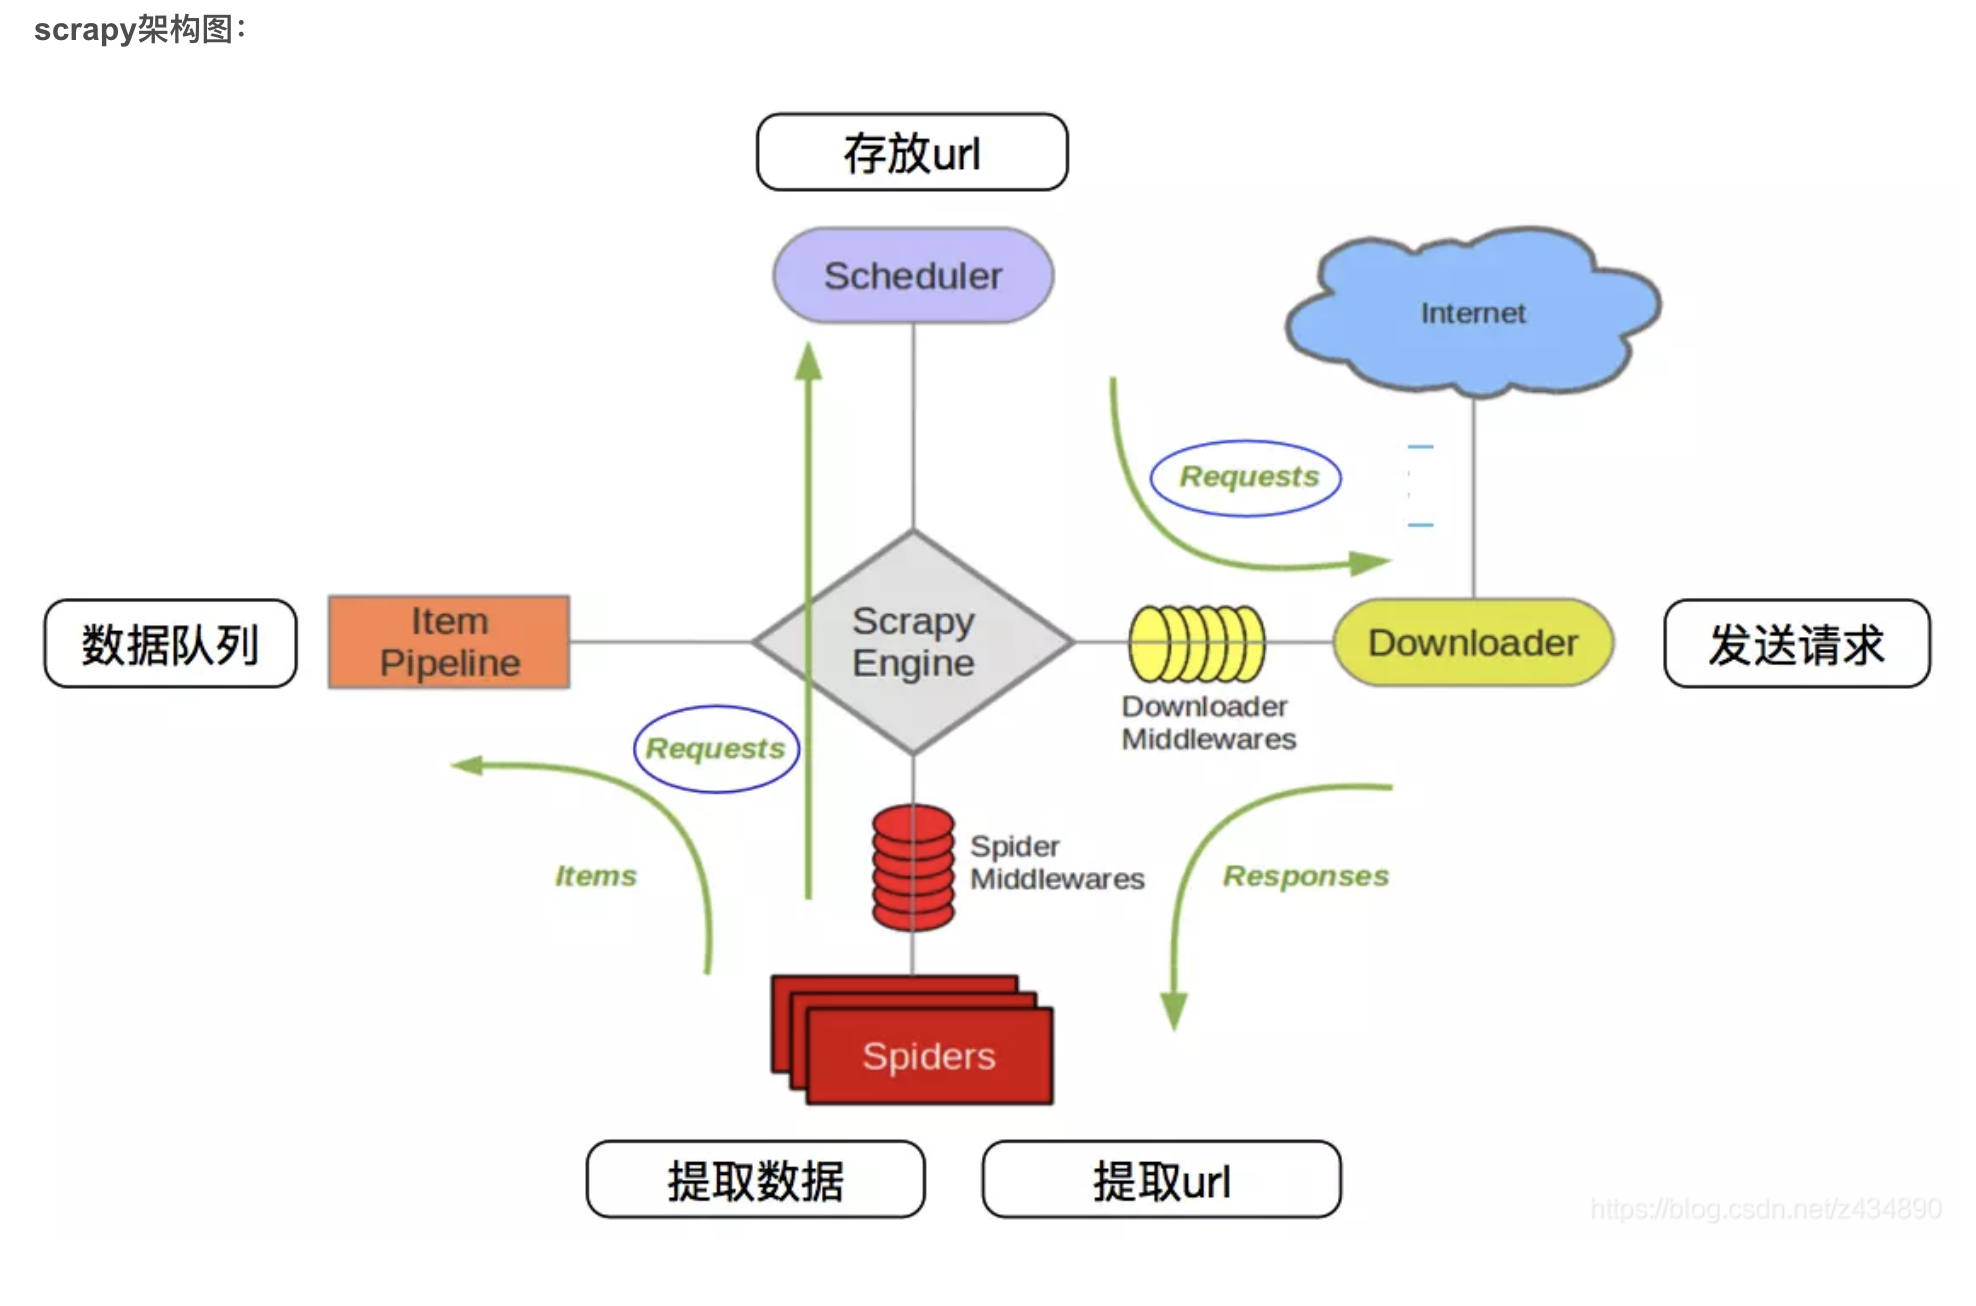 scrapy架构图：
存放url
Scheduler
Internet
Requests
数据队列
Item
Pipeline
Scrapy
Engine
Downloader
发送请求
Downloader
Middlewares
Requests
Items
Spider
Middlewares
Responses
Spiders
提取数据
提取url
https://blog.csdn.net/z434890